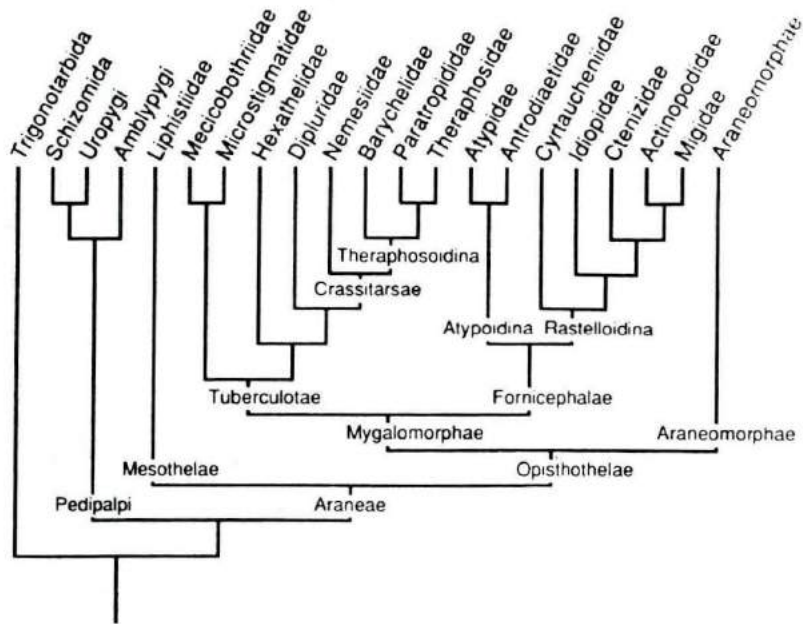 Trigonotarbida
Schizomida
Uropygi
Amblypygi
Liphistiidae
Mecicobothriidae
Microstigmatidae
Hexathelidae
Dipluridae
Nemesiidae
Barychelidae
Paratropididae
Theraphosidae
Atypidae
Antrodiaetidae
Cyrtaucheniidae
Idiopidae
Ctenizidae
Actinopodidae
Migidae
Araneomorphae
Theraphosoidina
Crassitarsae
Atypoidina Rastelloidina
Tuberculotae Fornicephalae
Mygalomorphae Araneomorphae
Mesothelae Opisthothelae
Pedipalpi Araneae